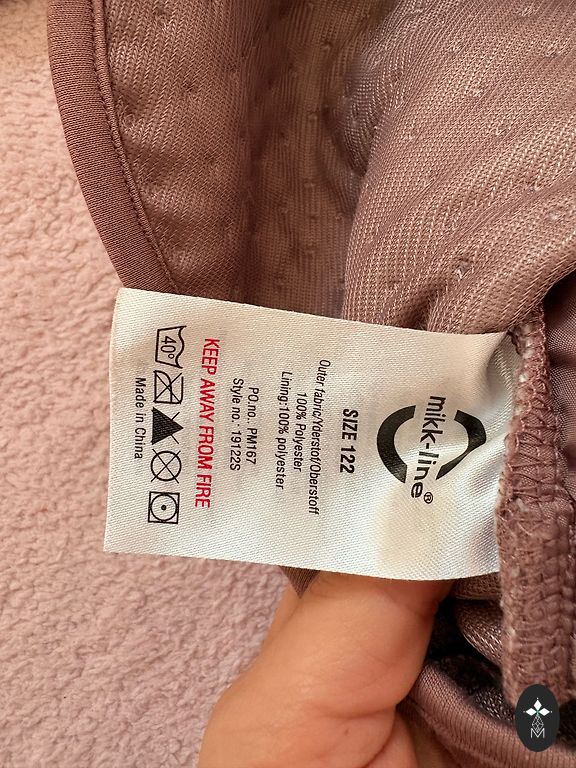 mikk-line®
SIZE 122
Outer fabric/Yderstof/Oberstoff
100% Polyester
Lining:100% polyester
PO.no.: PM167
Style no : 19122S
KEEP AWAY FROM FIRE
40°
Made in China
M